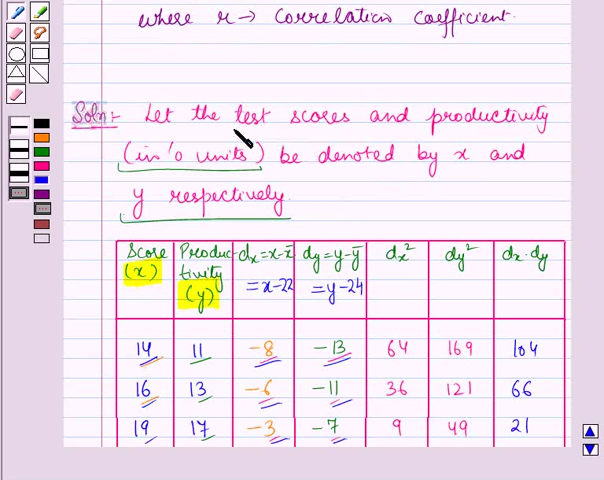 where r → Correlation coefficient.
Soln:- Let the test scores and productivity
(in '0 units) be denoted by x and
y respectively.
Score (x) Produc-tivity (y) dx=x-x̄ =x-22 dy=y-ȳ =y-24 dx² dy² dx·dy
14 11 -8 -13 64 169 104
16 13 -6 -11 36 121 66
19 17 -3 -7 9 49 21